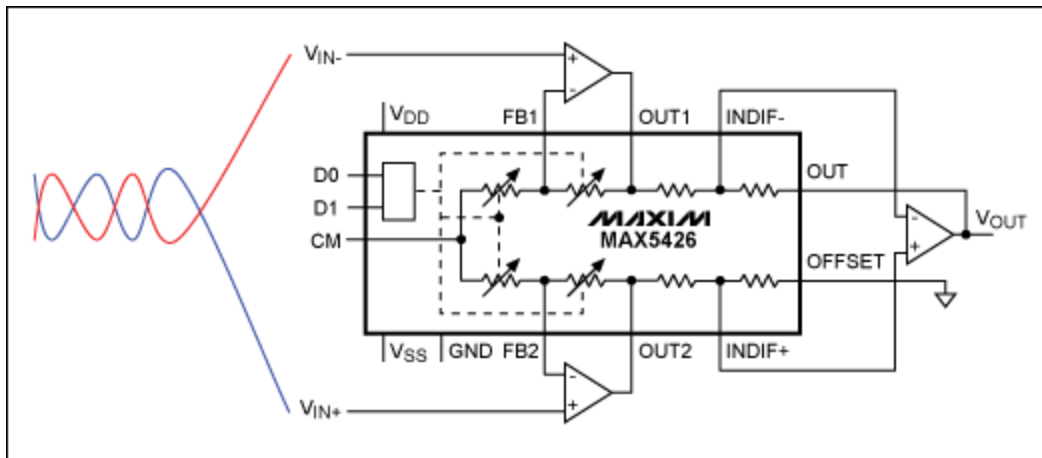 VIN-
VDD
FB1
OUT1
INDIF-
D0
OUT
D1
MAXIM
VOUT
CM
MAX5426
OFFSET
VSS
GND
FB2
OUT2
INDIF+
VIN+
+
-
-
+
-
+